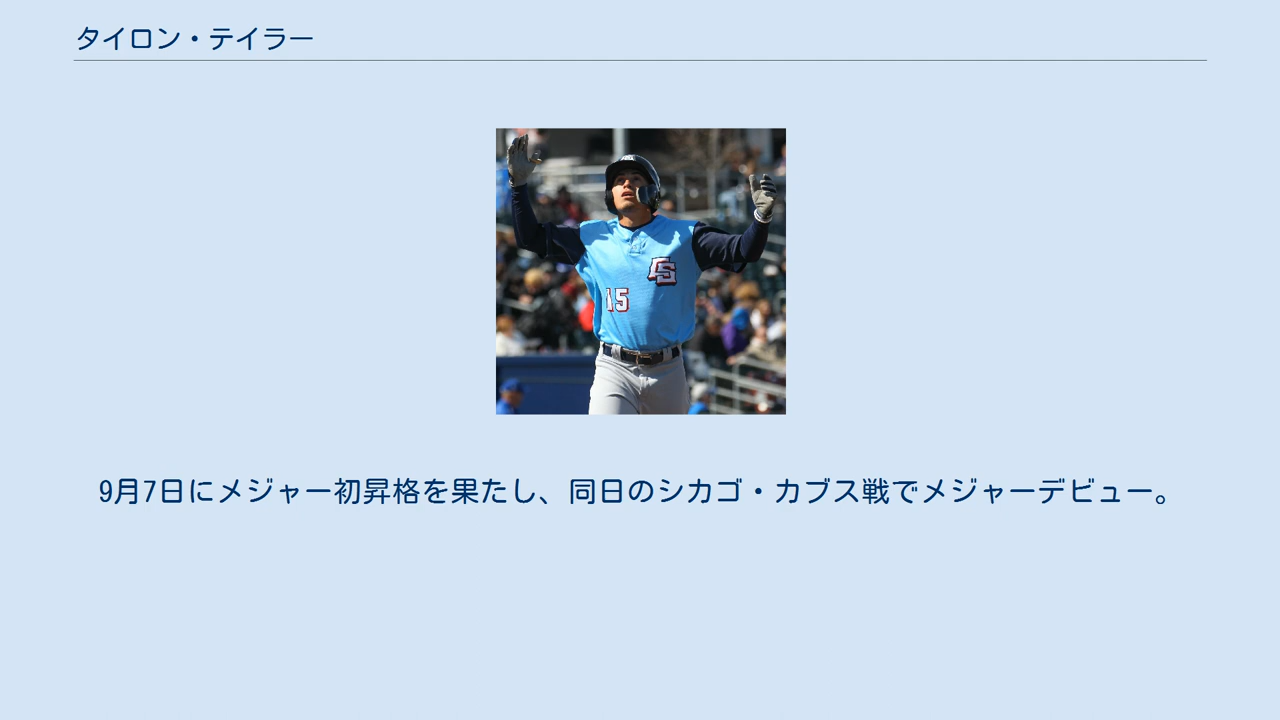 タイロン・テイラー
CS
15
9月7日にメジャー初昇格を果たし、同日のシカゴ・カブス戦でメジャーデビュー。